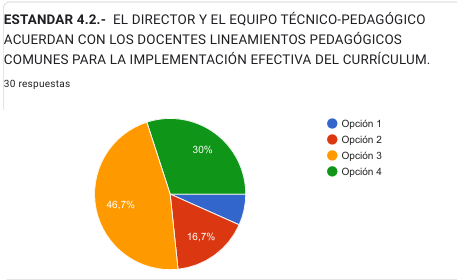 ESTANDAR 4.2.- EL DIRECTOR Y EL EQUIPO TÉCNICO-PEDAGÓGICO
ACUERDAN CON LOS DOCENTES LINEAMIENTOS PEDAGÓGICOS
COMUNES PARA LA IMPLEMENTACIÓN EFECTIVA DEL CURRÍCULUM.
30 respuestas
Opción 1
Opción 2
Opción 3
Opción 4
30%
46,7%
16,7%